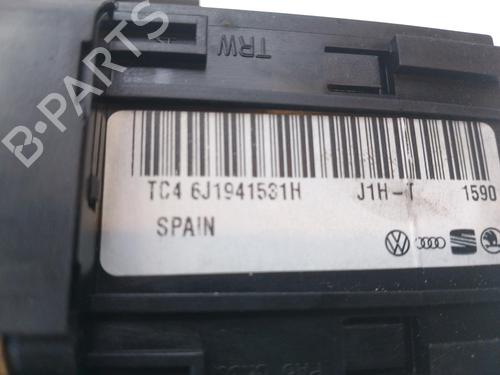 TRW
TC4 6J1941531H J1H-T 1590
SPAIN
B-PARTS